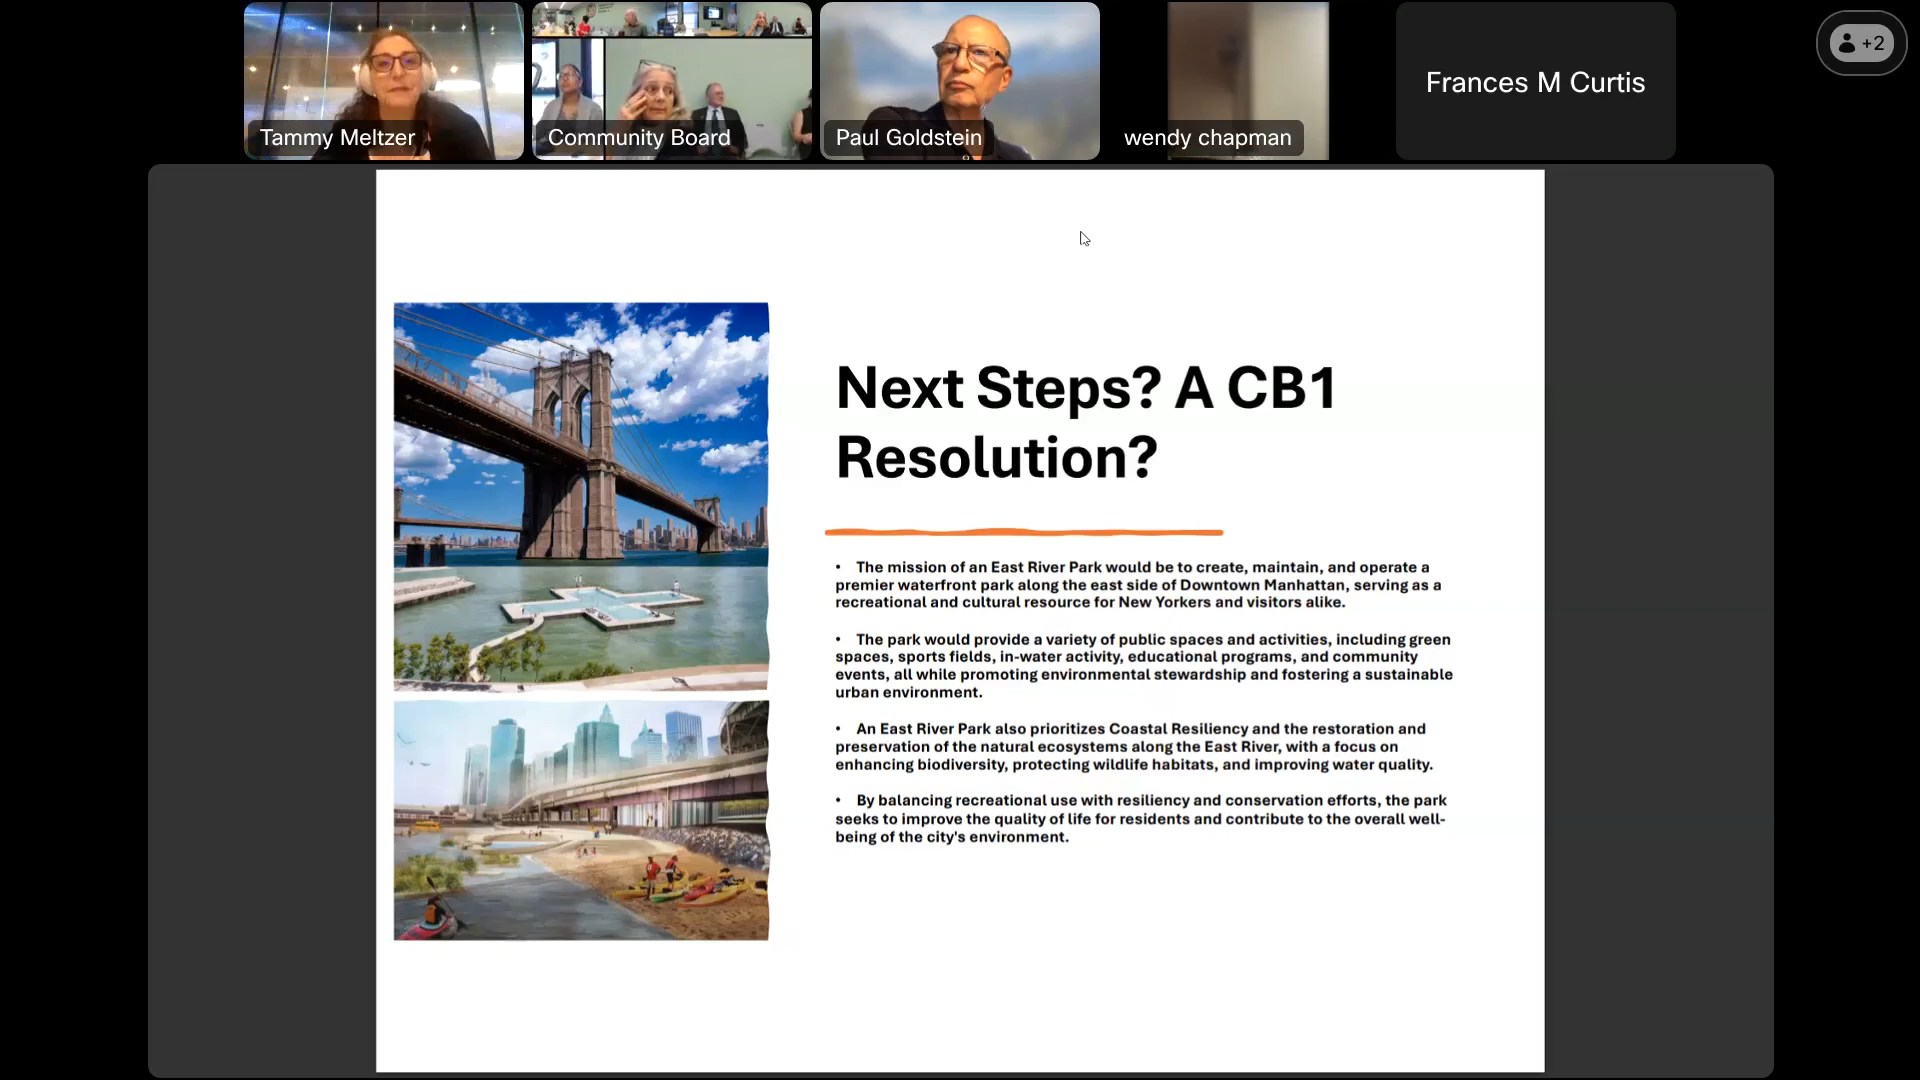 Tammy Meltzer
Community Board
Paul Goldstein
wendy chapman
Frances M Curtis
+2
Next Steps? A CB1
Resolution?
• The mission of an East River Park would be to create, maintain, and operate a
premier waterfront park along the east side of Downtown Manhattan, serving as a
recreational and cultural resource for New Yorkers and visitors alike.
• The park would provide a variety of public spaces and activities, including green
spaces, sports fields, in-water activity, educational programs, and community
events, all while promoting environmental stewardship and fostering a sustainable
urban environment.
• An East River Park also prioritizes Coastal Resiliency and the restoration and
preservation of the natural ecosystems along the East River, with a focus on
enhancing biodiversity, protecting wildlife habitats, and improving water quality.
• By balancing recreational use with resiliency and conservation efforts, the park
seeks to improve the quality of life for residents and contribute to the overall well-
being of the city's environment.